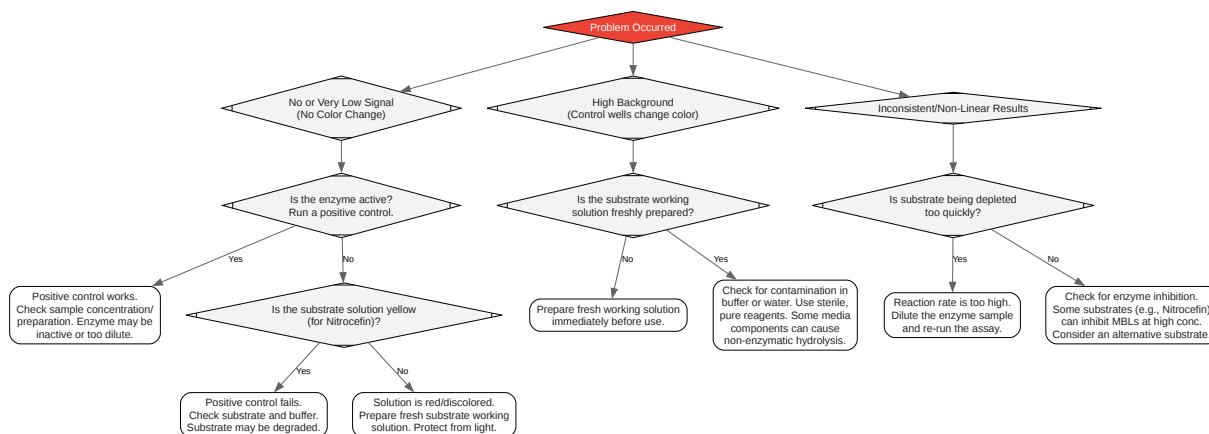 Problem Occurred
No or Very Low Signal
(No Color Change)
High Background
(Control wells change color)
Inconsistent/Non-Linear Results
Is the enzyme active?
Run a positive control.
Is the substrate working
solution freshly prepared?
Is substrate being depleted
too quickly?
Yes
No
No
Yes
Yes
No
Positive control works.
Check sample concentration/
preparation. Enzyme may be
inactive or too dilute.
Is the substrate solution yellow
(for Nitrocefin)?
Prepare fresh working solution
immediately before use.
Check for contamination in
buffer or water. Use sterile,
pure reagents. Some media
components can cause
non-enzymatic hydrolysis.
Reaction rate is too high.
Dilute the enzyme sample
and re-run the assay.
Check for enzyme inhibition.
Some substrates (e.g., Nitrocefin)
can inhibit MBLs at high conc.
Consider an alternative substrate.
Yes
No
Positive control fails.
Check substrate and buffer.
Substrate may be degraded.
Solution is red/discolored.
Prepare fresh substrate working
solution. Protect from light.